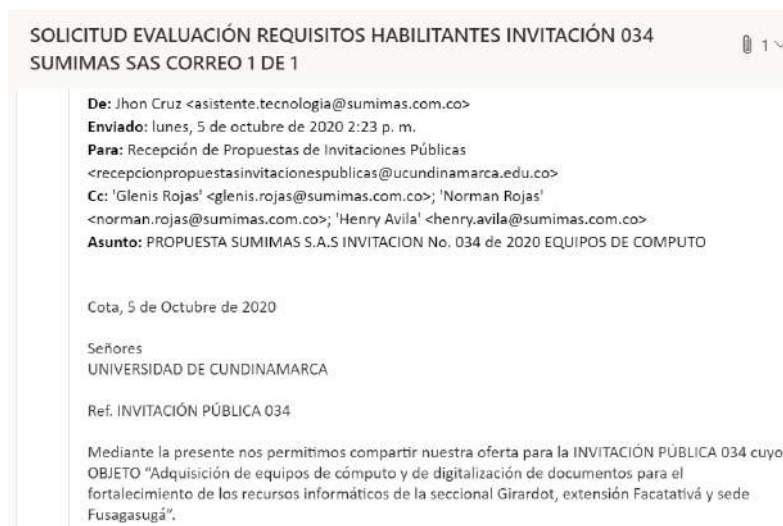 SOLICITUD EVALUACIÓN REQUISITOS HABILITANTES INVITACIÓN 034
SUMIMAS SAS CORREO 1 DE 1
1
De: Jhon Cruz <asistente.tecnologia@sumimas.com.co>
Enviado: lunes, 5 de octubre de 2020 2:23 p. m.
Para: Recepción de Propuestas de Invitaciones Públicas
<recepcionpropuestasinvitacionespublicas@ucundinamarca.edu.co>
Cc: 'Glenis Rojas' <glenis.rojas@sumimas.com.co>; 'Norman Rojas'
<norman.rojas@sumimas.com.co>; 'Henry Avila' <henry.avila@sumimas.com.co>
Asunto: PROPUESTA SUMIMAS S.A.S INVITACION No. 034 de 2020 EQUIPOS DE COMPUTO
Cota, 5 de Octubre de 2020
Señores
UNIVERSIDAD DE CUNDINAMARCA
Ref. INVITACIÓN PÚBLICA 034
Mediante la presente nos permitimos compartir nuestra oferta para la INVITACIÓN PÚBLICA 034 cuyo
OBJETO “Adquisición de equipos de cómputo y de digitalización de documentos para el
fortalecimiento de los recursos informáticos de la seccional Girardot, extensión Facatativá y sede
Fusagasugá”.